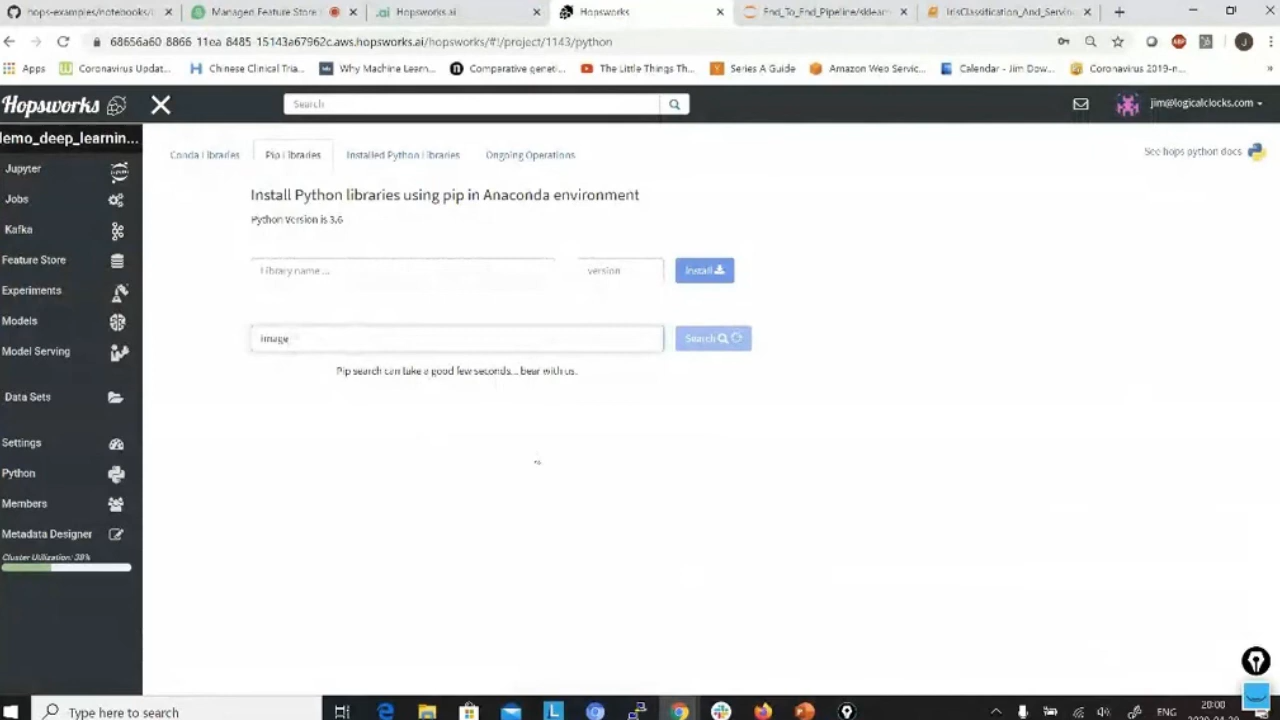 hops-examples/notebooks/
Managed Feature Store
Hopsworks.ai
Hopsworks
End_To_End_Pipeline/sklear
IrisClassification_And_Servin
68656a60-8866-11ea-8485-15143a67962c.aws.hopsworks.ai/hopsworks/#!/project/1143/python
Apps
Coronavirus Updat...
Chinese Clinical Tria...
Why Machine Learn...
Comparative geneti...
The Little Things Th...
Series A Guide
Amazon Web Servic...
Calendar - Jim Dow...
Coronavirus 2019-n...
Hopsworks
Search
jim@logicalclocks.com
demo_deep_learnin...
Jupyter
Jobs
Kafka
Feature Store
Experiments
Models
Model Serving
Data Sets
Settings
Python
Members
Metadata Designer
Cluster Utilization: 38%
Conda Libraries
Pip Libraries
Installed Python Libraries
Ongoing Operations
See hops python docs
Install Python libraries using pip in Anaconda environment
Python Version is 3.6
Library name ...
version
Install
image
Search
Pip search can take a good few seconds... bear with us.
Type here to search
ENG
20:00